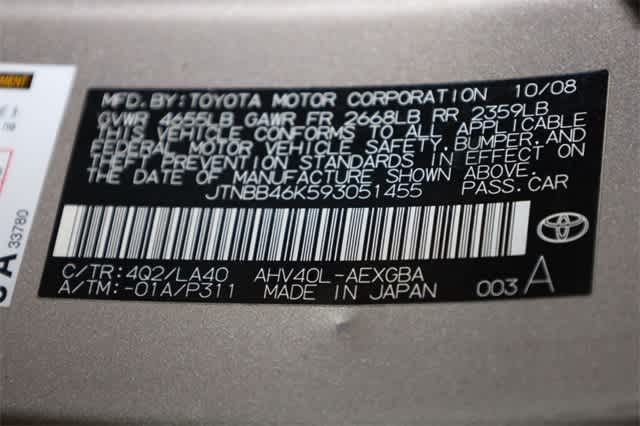 MFD.BY:TOYOTA MOTOR CORPORATION 10/08
GVWR 4655LB GAWR FR 2668LB RR 2359LB
THIS VEHICLE CONFORMS TO ALL APPLICABLE
FEDERAL MOTOR VEHICLE SAFETY,BUMPER,AND
THEFT PREVENTION STANDARDS IN EFFECT ON
THE DATE OF MANUFACTURE SHOWN ABOVE.
JTNBB46K593051455 PASS.CAR
C/TR:4Q2/LA40 AHV40L-AEXGBA
A/TM:-01A/P311 MADE IN JAPAN 003 A
33780
A